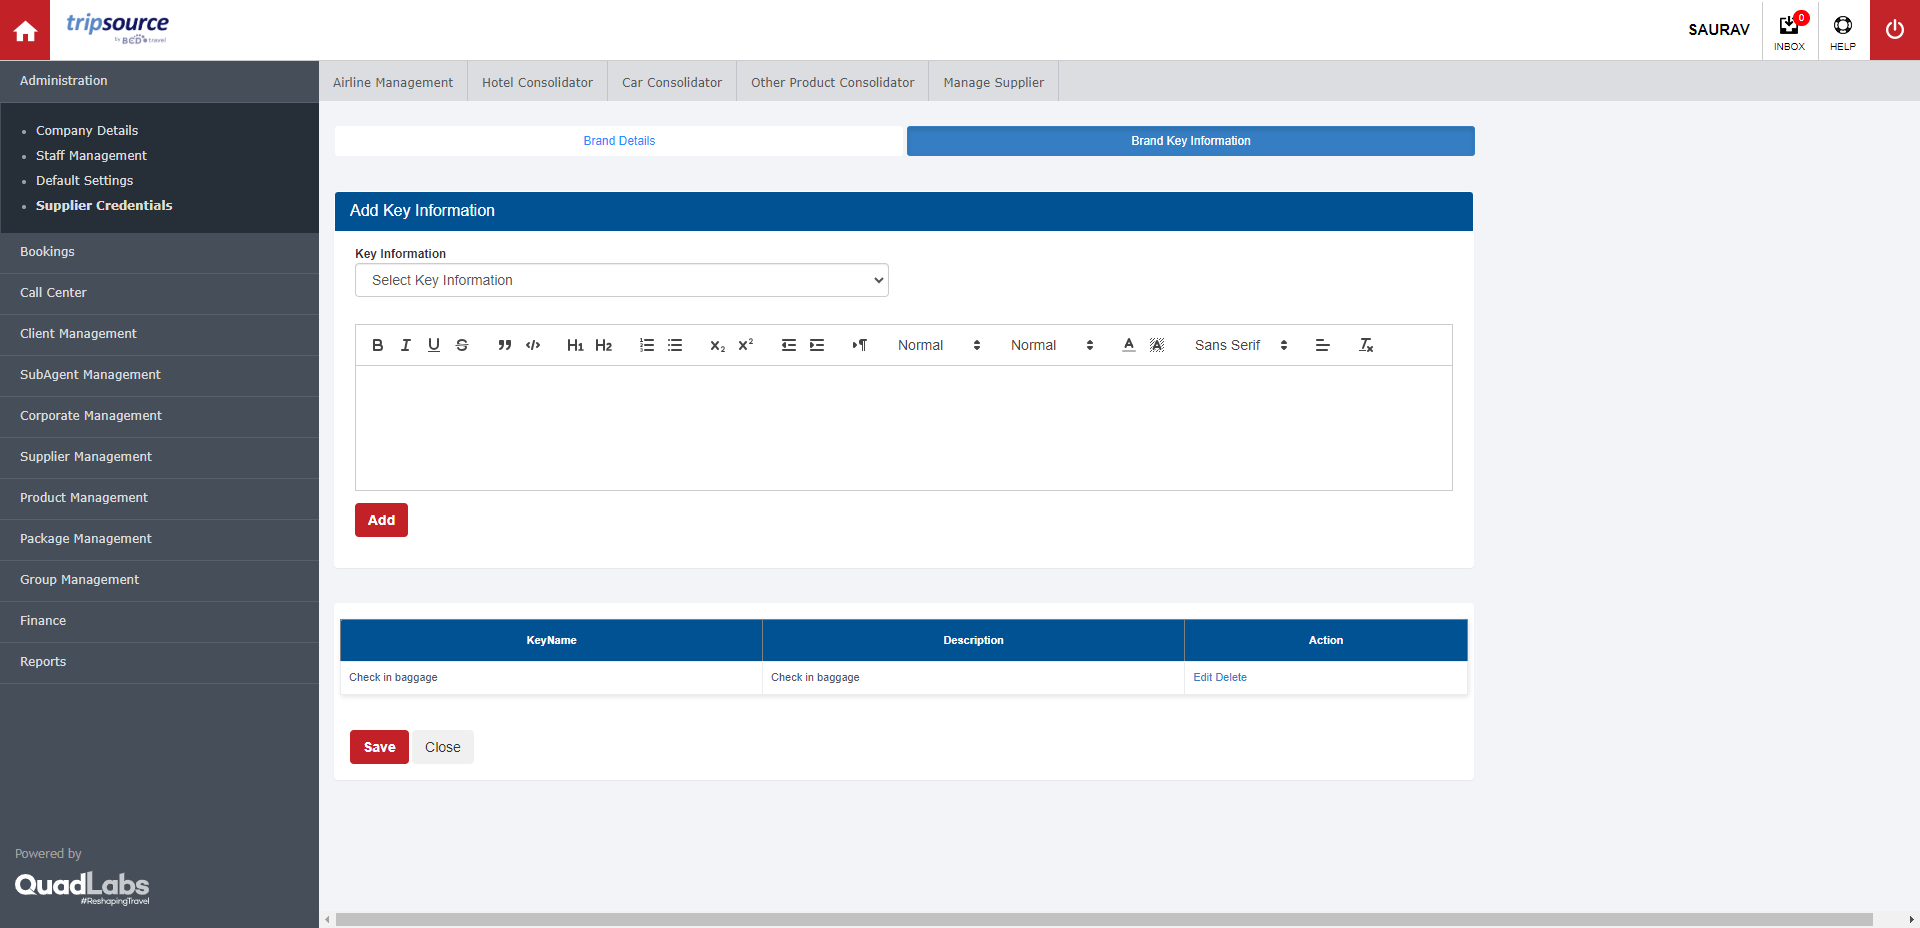 tripsource
by BCD travel
SAURAV
0
INBOX
HELP
Administration
Company Details
Staff Management
Default Settings
Supplier Credentials
Bookings
Call Center
Client Management
SubAgent Management
Corporate Management
Supplier Management
Product Management
Package Management
Group Management
Finance
Reports
Powered by
QuadLabs
#ReshapingTravel
Airline Management
Hotel Consolidator
Car Consolidator
Other Product Consolidator
Manage Supplier
Brand Details
Brand Key Information
Add Key Information
Key Information
Select Key Information
B I U S H1 H2 X2 X2 Normal Normal A A Sans Serif Tx
Add
KeyName Description Action
Check in baggage Check in baggage Edit Delete
Save Close